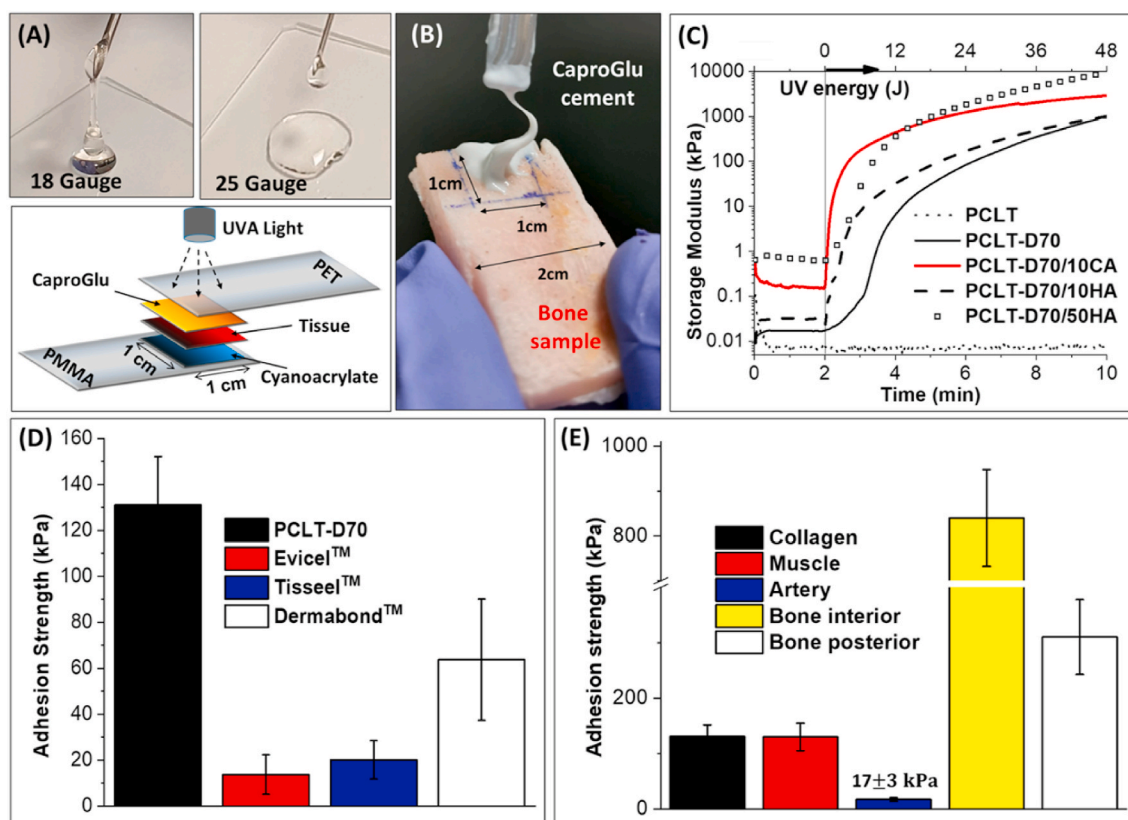 (A)
18 Gauge
25 Gauge
UVA Light
CaproGlu
PET
Tissue
PMMA
1 cm
1 cm
Cyanoacrylate
(B)
CaproGlu
cement
1cm
1cm
2cm
Bone
sample
(C)
0 12 24 36 48
UV energy (J)
10000
1000
100
10
1
0.1
0.01
Storage Modulus (kPa)
PCLT
PCLT-D70
PCLT-D70/10CA
PCLT-D70/10HA
PCLT-D70/50HA
0 2 4 6 8 10
Time (min)
(D)
160
140
120
100
80
60
40
20
0
Adhesion Strength (kPa)
PCLT-D70
Evicel™
Tisseel™
Dermabond™
(E)
1000
800
200
0
Adhesion strength (kPa)
Collagen
Muscle
Artery
Bone interior
Bone posterior
17±3 kPa